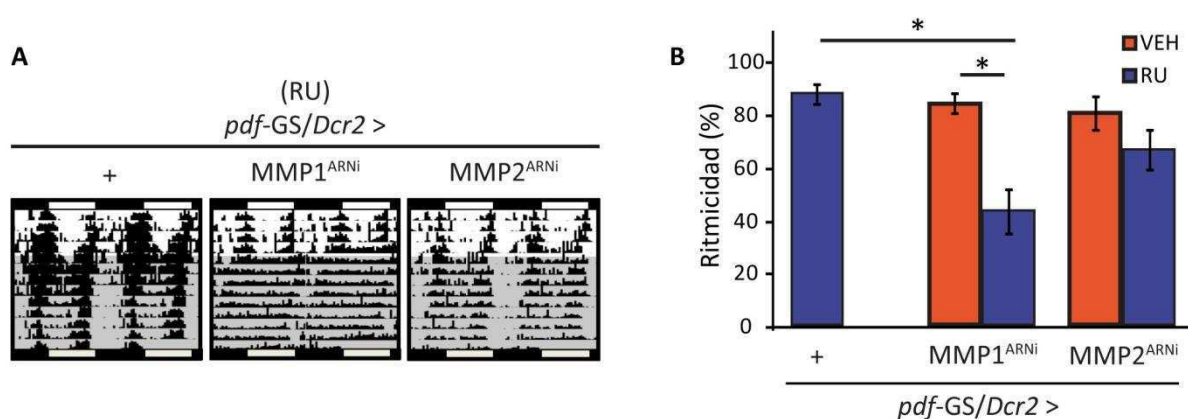 A
(RU)
pdf-GS/Dcr2 >
+
MMP1ᴬᴿᴺⁱ
MMP2ᴬᴿᴺⁱ
B
*
*
VEH
RU
Ritmicidad (%)
100
80
60
40
20
0
+
MMP1ᴬᴿᴺⁱ
MMP2ᴬᴿᴺⁱ
pdf-GS/Dcr2 >